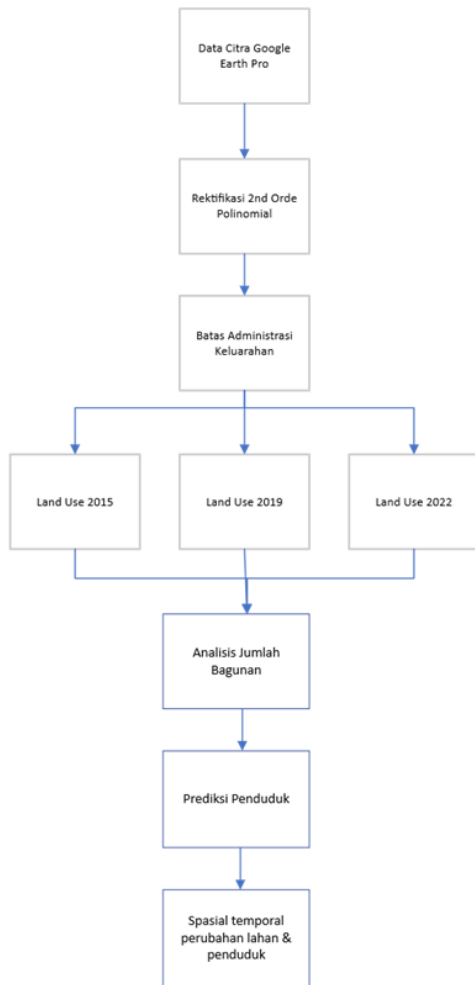 Data Citra Google
Earth Pro
Rektifikasi 2nd Orde
Polinomial
Batas Administrasi
Keluarahan
Land Use 2015
Land Use 2019
Land Use 2022
Analisis Jumlah
Bagunan
Prediksi Penduduk
Spasial temporal
perubahan lahan &
penduduk